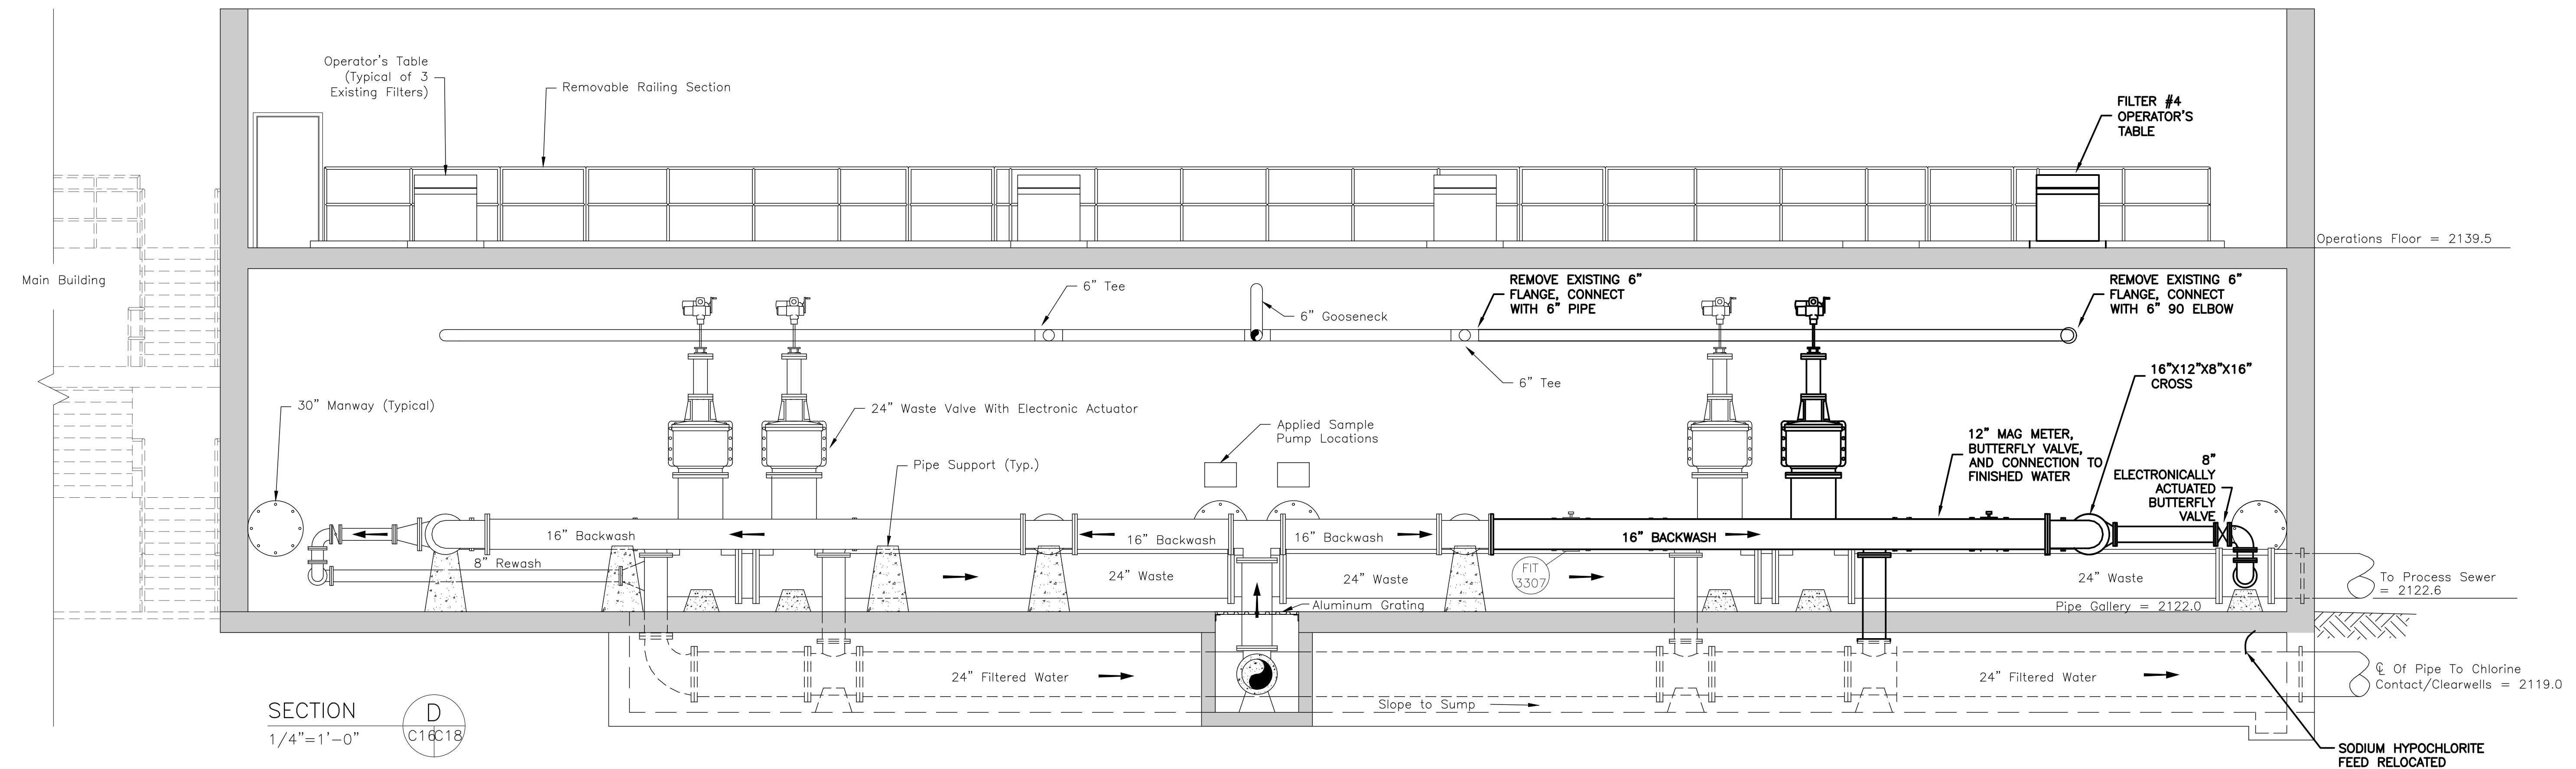 Operator's Table
(Typical of 3
Existing Filters)
Removable Railing Section
FILTER #4
OPERATOR'S
TABLE
Operations Floor = 2139.5
Main Building
6" Tee
6" Gooseneck
REMOVE EXISTING 6"
FLANGE, CONNECT
WITH 6" PIPE
REMOVE EXISTING 6"
FLANGE, CONNECT
WITH 6" 90 ELBOW
6" Tee
16"X12"X8"X16"
CROSS
30" Manway (Typical)
24" Waste Valve With Electronic Actuator
Applied Sample
Pump Locations
12" MAG METER,
BUTTERFLY VALVE,
AND CONNECTION TO
FINISHED WATER
8"
ELECTRONICALLY
ACTUATED
BUTTERFLY
VALVE
Pipe Support (Typ.)
16" Backwash
16" Backwash
16" Backwash
16" BACKWASH
8" Rewash
24" Waste
24" Waste
FIT
3307
24" Waste
To Process Sewer
= 2122.6
Aluminum Grating
Pipe Gallery = 2122.0
24" Filtered Water
24" Filtered Water
℄ Of Pipe To Chlorine
Contact/Clearwells = 2119.0
Slope to Sump
SECTION
1/4"=1'-0"
D
C16 C18
SODIUM HYPOCHLORITE
FEED RELOCATED